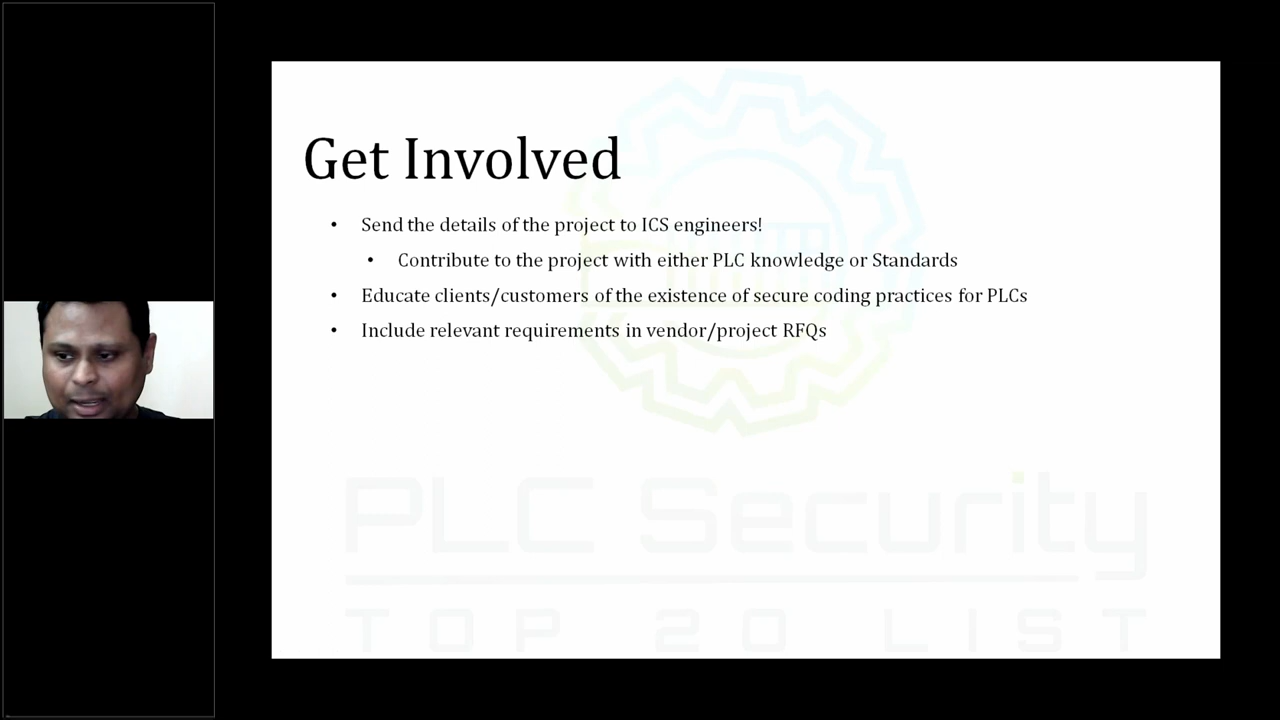 Get Involved
• Send the details of the project to ICS engineers!
• Contribute to the project with either PLC knowledge or Standards
• Educate clients/customers of the existence of secure coding practices for PLCs
• Include relevant requirements in vendor/project RFQs
PLC Security
TOP 20 LIST